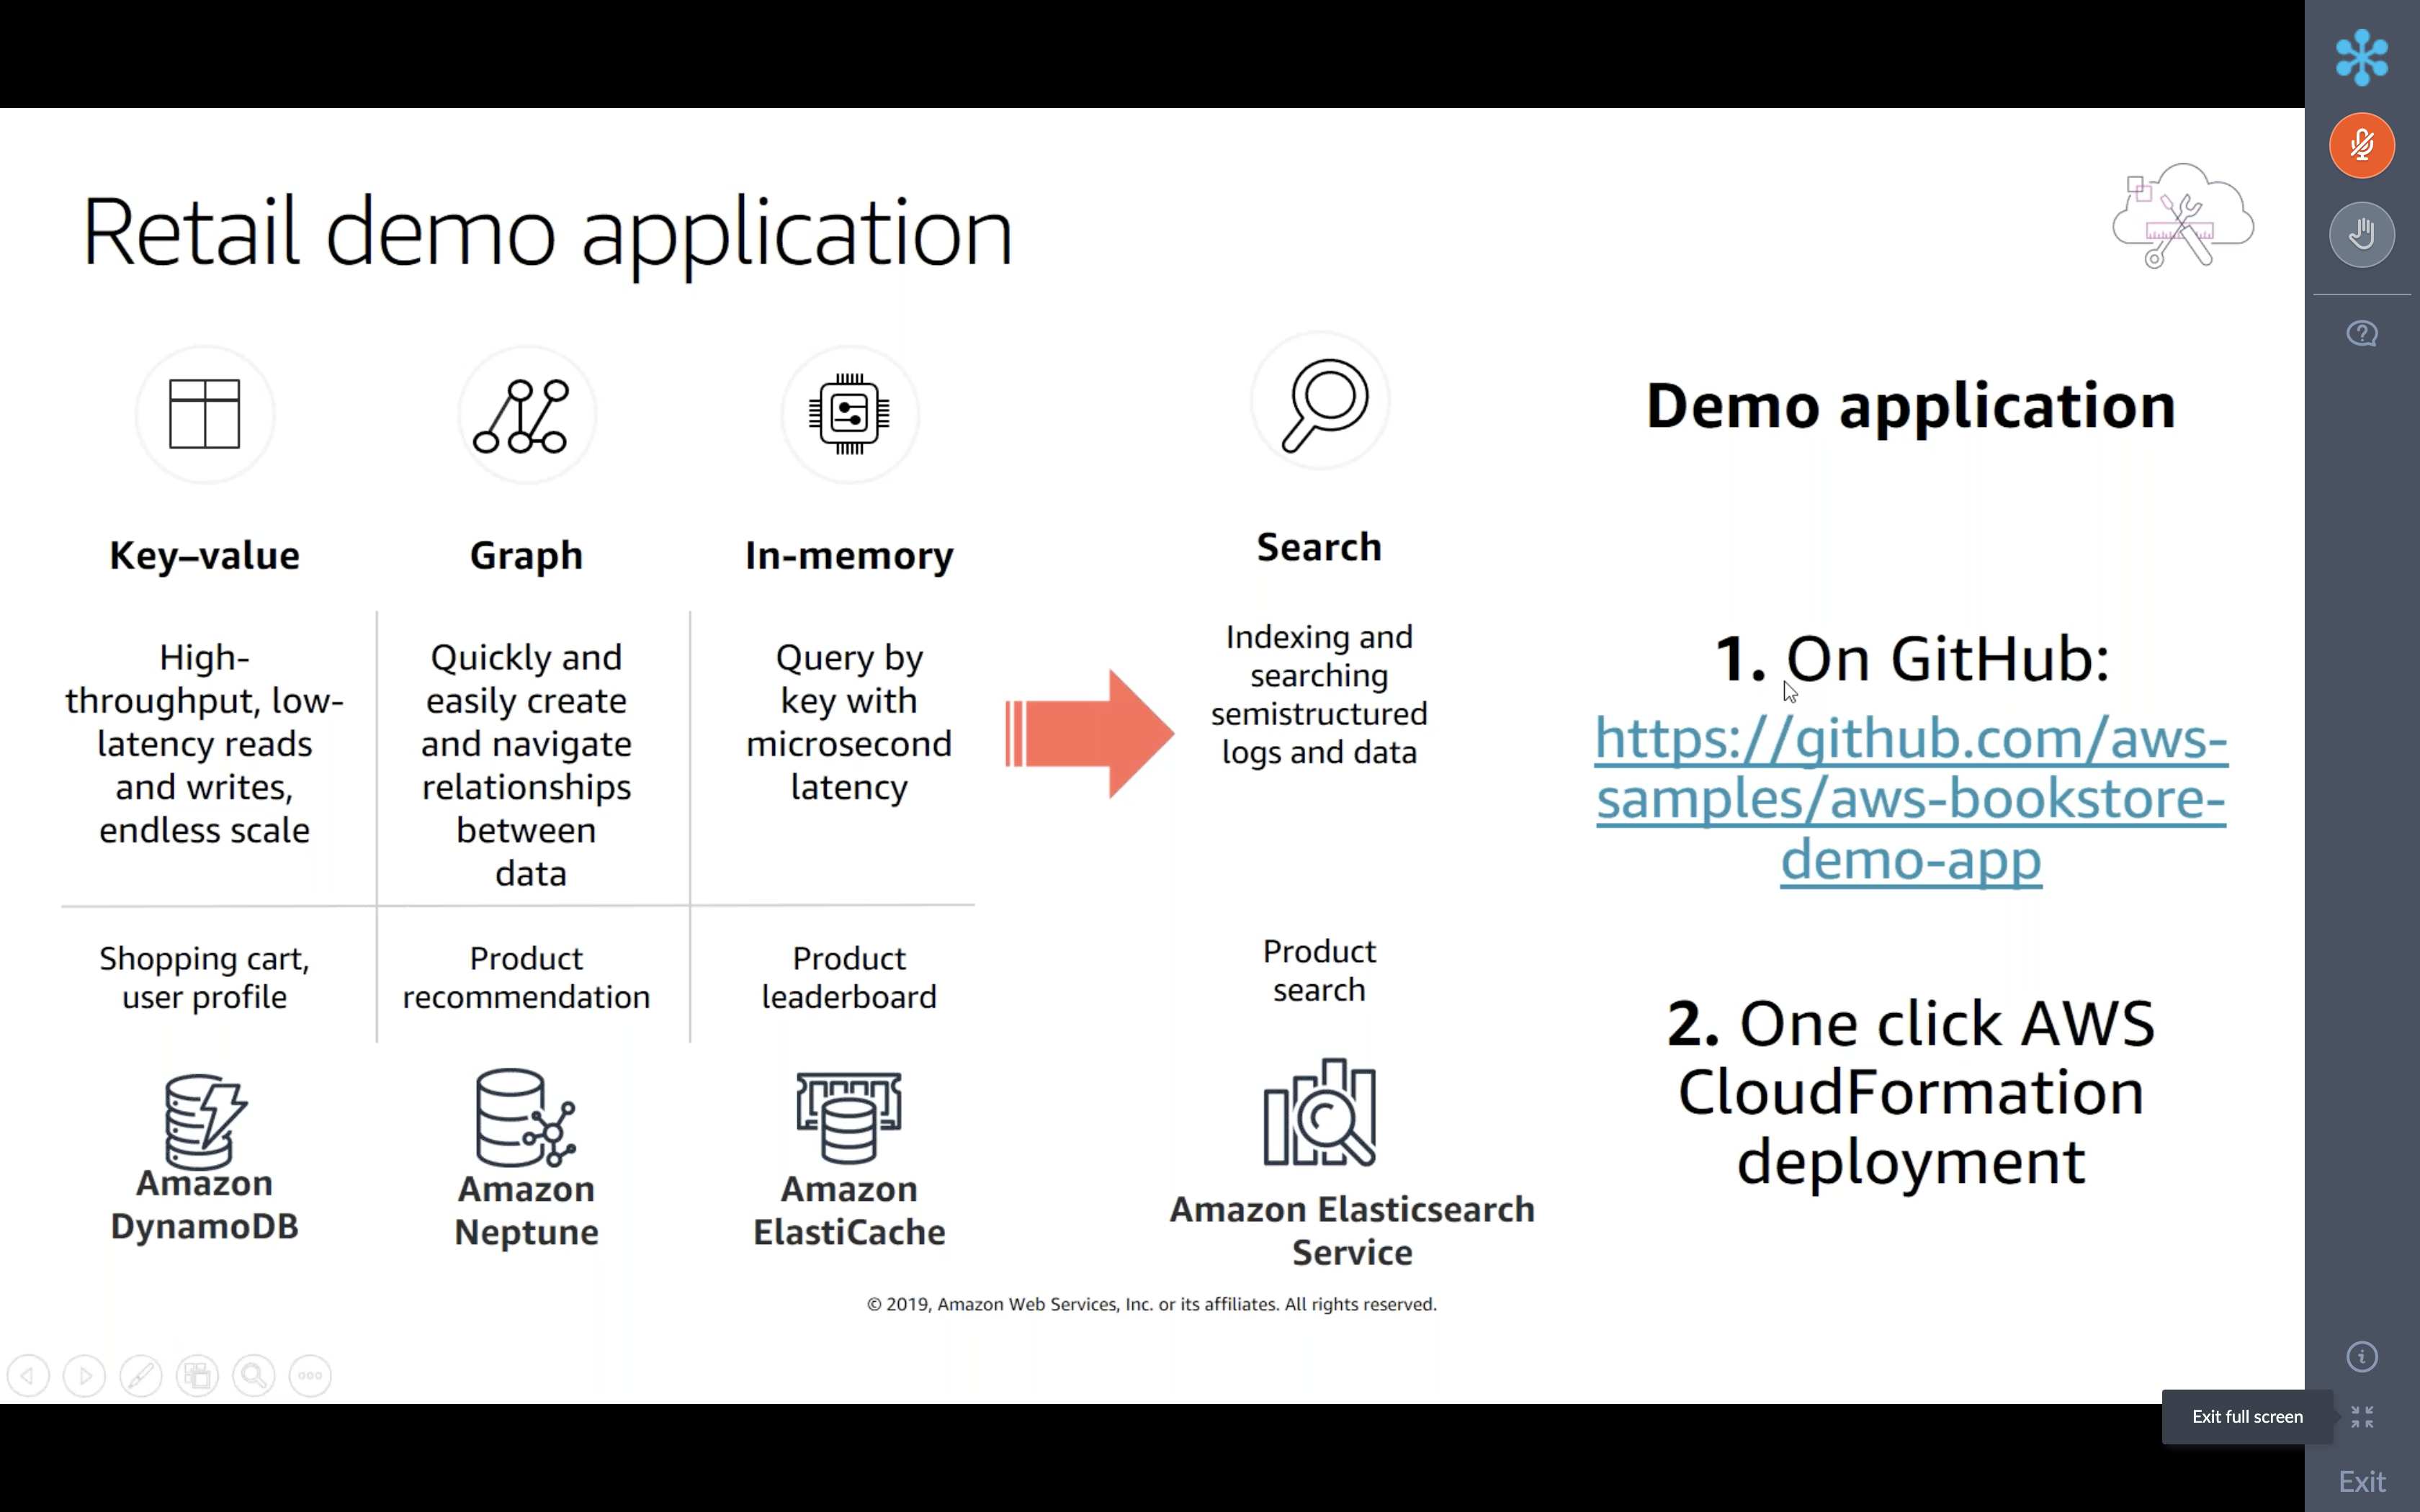 Retail demo application
Key–value
High-
throughput, low-
latency reads
and writes,
endless scale
Shopping cart,
user profile
Amazon
DynamoDB
Graph
Quickly and
easily create
and navigate
relationships
between
data
Product
recommendation
Amazon
Neptune
In-memory
Query by
key with
microsecond
latency
Product
leaderboard
Amazon
ElastiCache
Search
Indexing and
searching
semistructured
logs and data
Product
search
Amazon Elasticsearch
Service
Demo application
1. On GitHub:
https://github.com/aws-
samples/aws-bookstore-
demo-app
2. One click AWS
CloudFormation
deployment
© 2019, Amazon Web Services, Inc. or its affiliates. All rights reserved.
Exit full screen
Exit